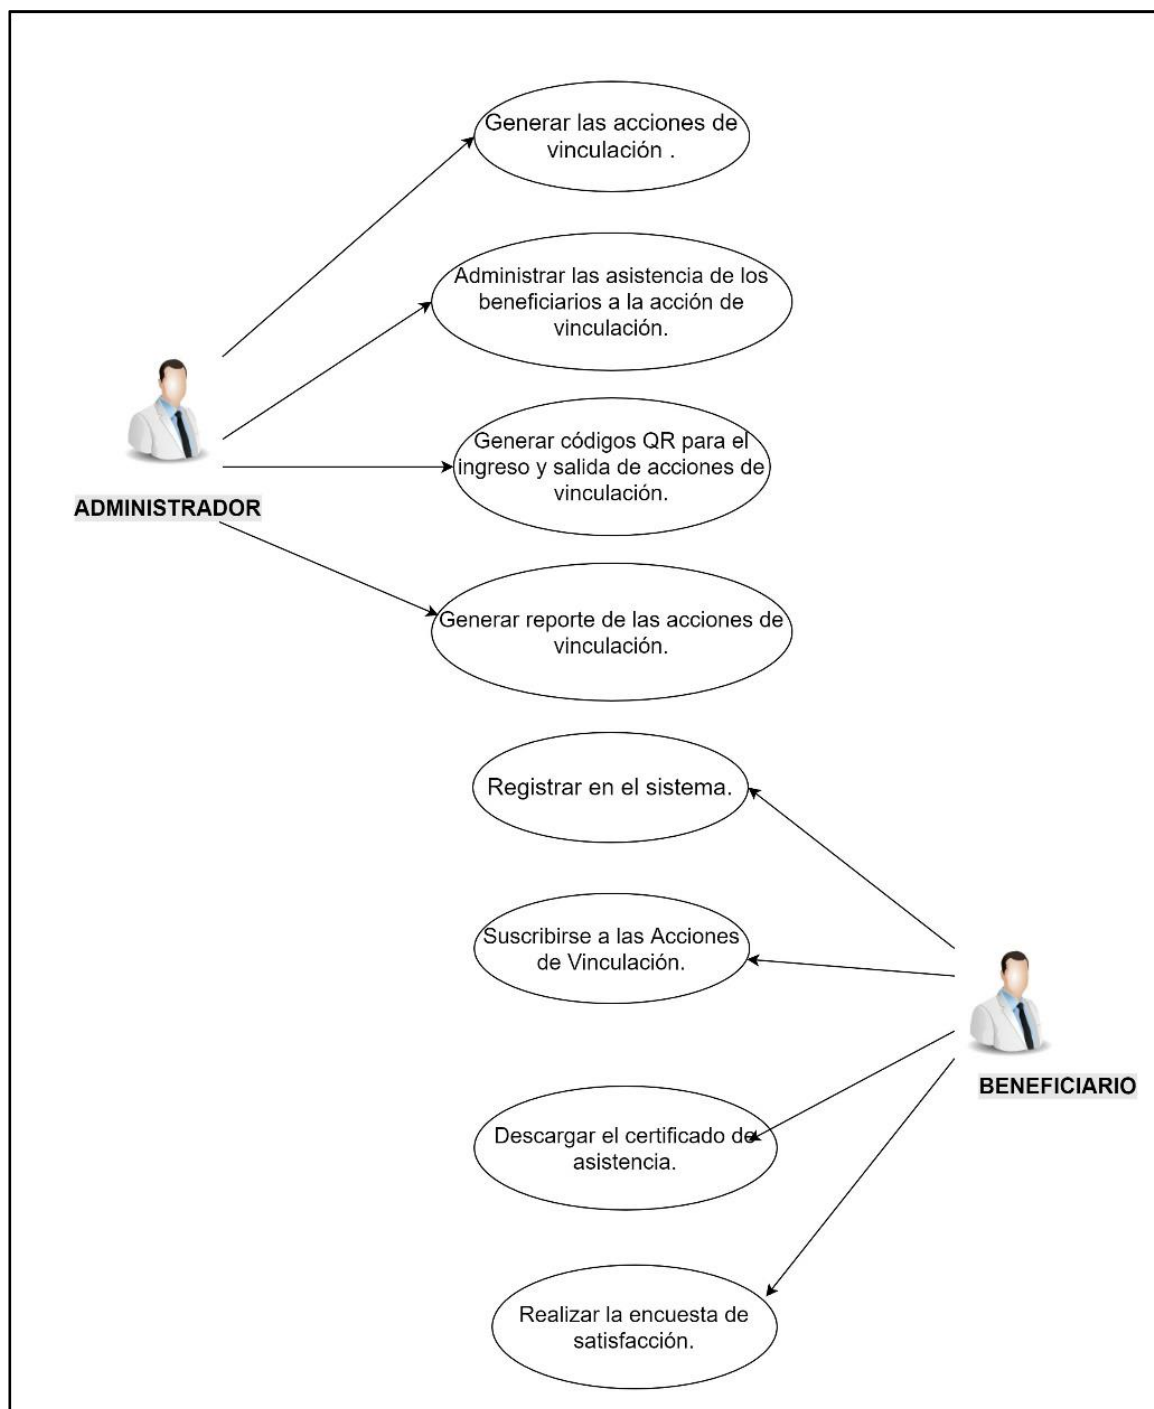 Generar las acciones de
vinculación .
Administrar las asistencia de los
beneficiarios a la acción de
vinculación.
Generar códigos QR para el
ingreso y salida de acciones de
vinculación.
ADMINISTRADOR
Generar reporte de las acciones de
vinculación.
Registrar en el sistema.
Suscribirse a las Acciones
de Vinculación.
BENEFICIARIO
Descargar el certificado de
asistencia.
Realizar la encuesta de
satisfacción.